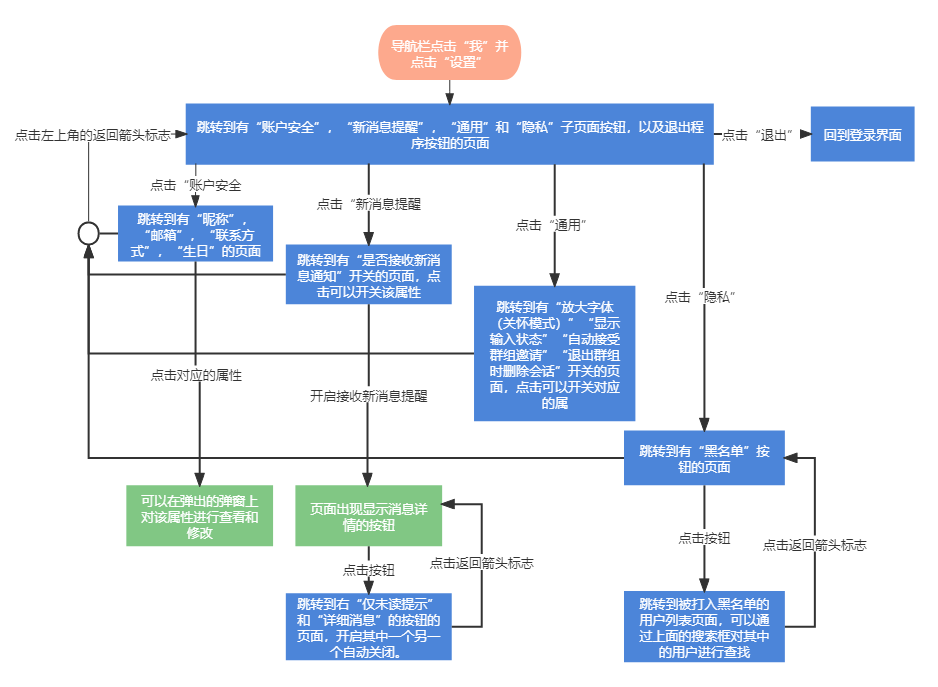 导航栏点击“我”并
点击“设置”
点击左上角的返回箭头标志
跳转到有“账户安全”，“新消息提醒”，“通用”和“隐私”子页面按钮，以及退出程
序按钮的页面
点击“退出”
回到登录界面
点击“账户安全
跳转到有“昵称”，
“邮箱”，“联系方
式”，“生日”的页面
点击“新消息提醒
跳转到有“是否接收新消
息通知”开关的页面，点
击可以开关该属性
点击“通用”
跳转到有“放大字体
（关怀模式）”“显示
输入状态”“自动接受
群组邀请”“退出群组
时删除会话”开关的页
面，点击可以开关对应
的属
点击“隐私”
点击对应的属性
开启接收新消息提醒
跳转到有“黑名单”按
钮的页面
可以在弹出的弹窗上
对该属性进行查看和
修改
页面出现显示消息详
情的按钮
点击按钮
点击返回箭头标志
跳转到右“仅未读提示”
和“详细消息”的按钮的
页面，开启其中一个另一
个自动关闭。
点击按钮
点击返回箭头标志
跳转到被打入黑名单的
用户列表页面，可以通
过上面的搜索框对其中
的用户进行查找